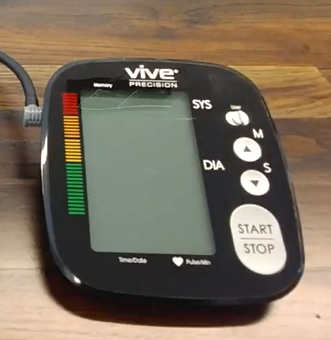 vive®
PRECISION
Memory
SYS
User
M
DIA
S
START
STOP
Time/Date
Pulse/Min